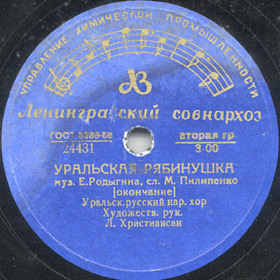 УПРАВЛЕНИЕ ХИМИЧЕСКОЙ ПРОМЫШЛЕННОСТИ
АЗ
Ленинградский совнархоз
ГОСТ 5289-56 вторая гр.
24431 3-00
УРАЛЬСКАЯ РЯБИНУШКА
муз. Е. Родыгина, сл. М. Пилипенко
[окончание]
Уральск. русский нар. хор
Художеств. рук.
Л. Христиансен